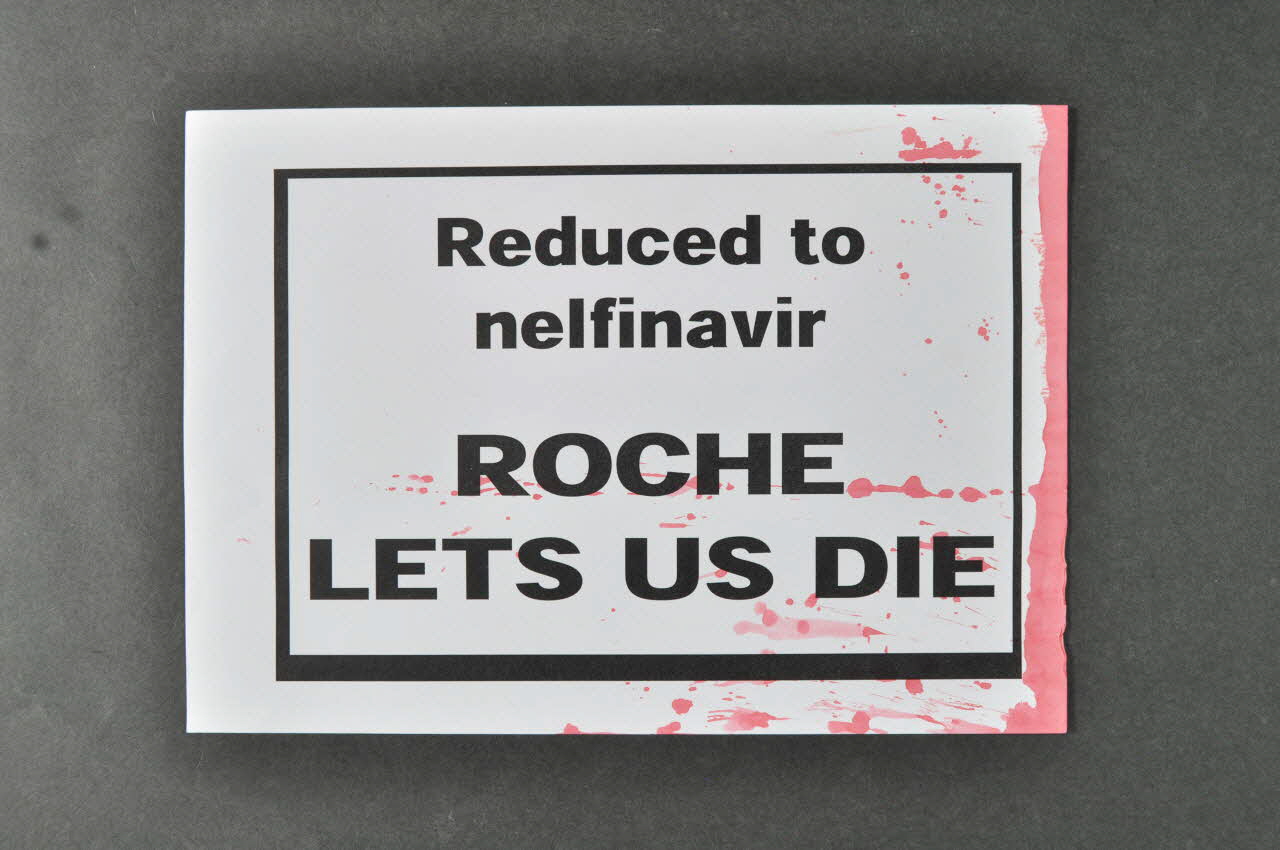 Reduced to
nelfinavir
ROCHE
LETS US DIE